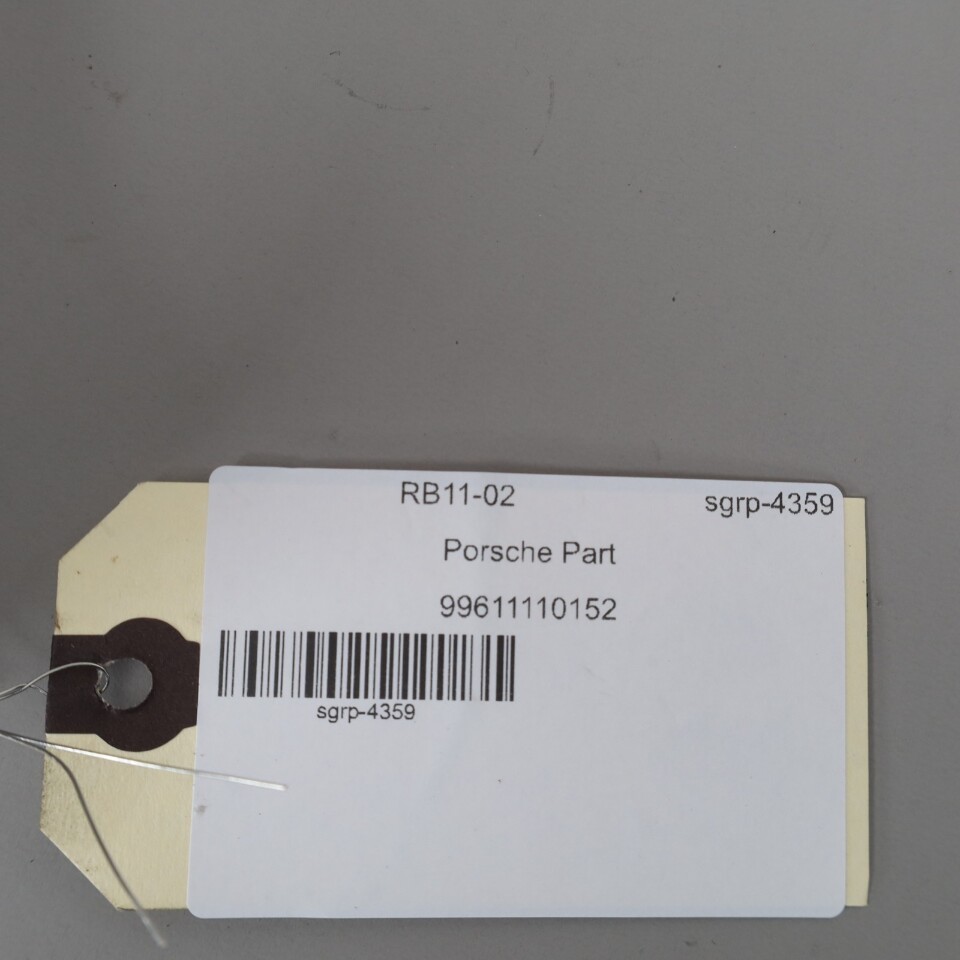 RB11-02
sgrp-4359
Porsche Part
99611110152
sgrp-4359